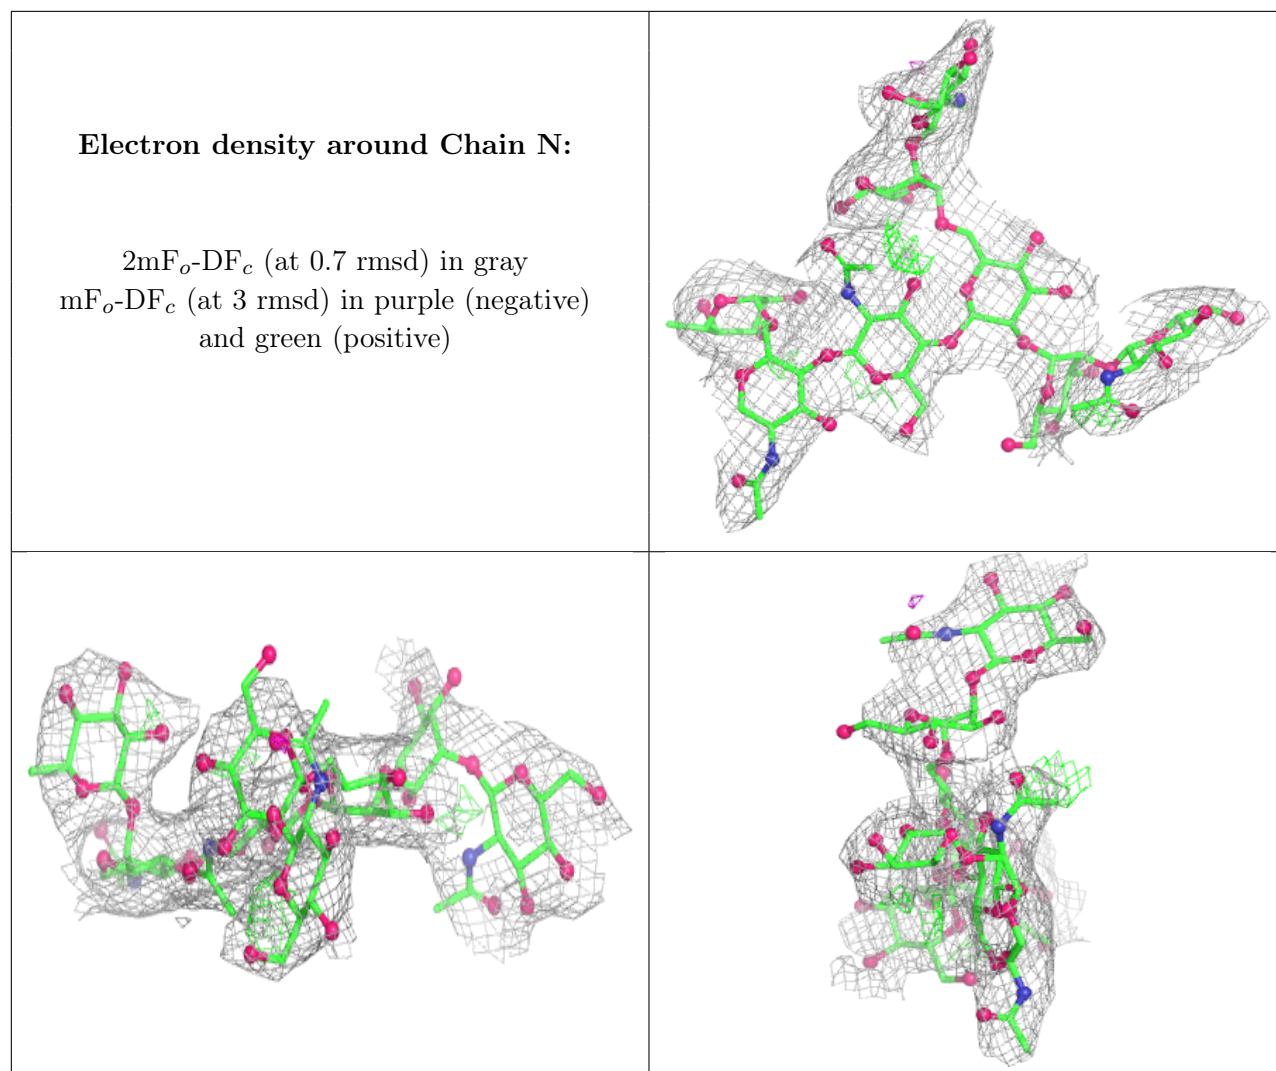 Electron density around Chain N:
2mFₒ-DF𝑐 (at 0.7 rmsd) in gray
mFₒ-DF𝑐 (at 3 rmsd) in purple (negative)
and green (positive)